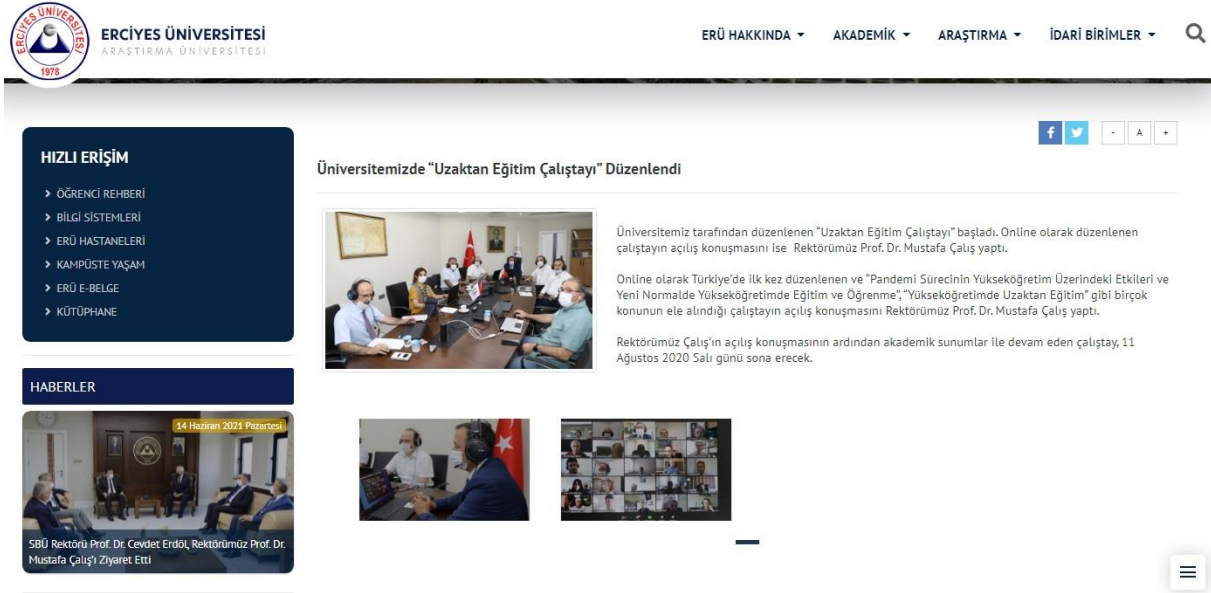 ERCİYES ÜNİVERSİTESİ
1978
ERCİYES ÜNİVERSİTESİ
ARAŞTIRMA ÜNİVERSİTESİ
ERÜ HAKKINDA
AKADEMİK
ARAŞTIRMA
İDARİ BİRİMLER
- A +
HIZLI ERİŞİM
ÖĞRENCİ REHBERİ
BİLGİ SİSTEMLERİ
ERÜ HASTANELERİ
KAMPÜSTE YAŞAM
ERÜ E-BELGE
KÜTÜPHANE
HABERLER
14 Haziran 2021 Pazartesi
SBÜ Rektörü Prof. Dr. Cevdet Erdöl, Rektörümüz Prof. Dr.
Mustafa Çalış'ı Ziyaret Etti
Üniversitemizde “Uzaktan Eğitim Çalıştayı” Düzenlendi
Üniversitemiz tarafından düzenlenen “Uzaktan Eğitim Çalıştayı” başladı. Online olarak düzenlenen
çalıştayın açılış konuşmasını ise Rektörümüz Prof. Dr. Mustafa Çalış yaptı.
Online olarak Türkiye’de ilk kez düzenlenen ve “Pandemi Sürecinin Yükseköğretim Üzerindeki Etkileri ve
Yeni Normalde Yükseköğretimde Eğitim ve Öğrenme”, “Yükseköğretimde Uzaktan Eğitim” gibi birçok
konunun ele alındığı çalıştayın açılış konuşmasını Rektörümüz Prof. Dr. Mustafa Çalış yaptı.
Rektörümüz Çalış’ın açılış konuşmasının ardından akademik sunumlar ile devam eden çalıştay, 11
Ağustos 2020 Salı günü sona erecek.